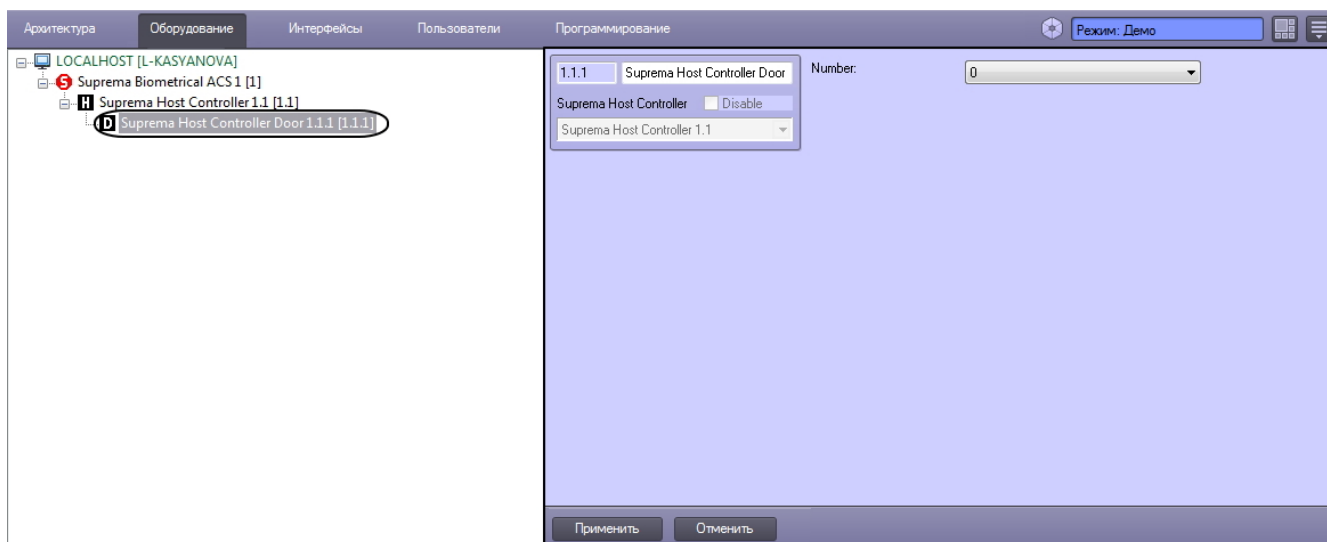 Архитектура Оборудование Интерфейсы Пользователи Программирование Режим: Демо
LOCALHOST [L-KASYANOVA]
S Suprema Biometrical ACS 1 [1]
H Suprema Host Controller 1.1 [1.1]
D Suprema Host Controller Door 1.1.1 [1.1.1]
1.1.1 Suprema Host Controller Door
Suprema Host Controller Disable
Suprema Host Controller 1.1
Number: 0
Применить Отменить